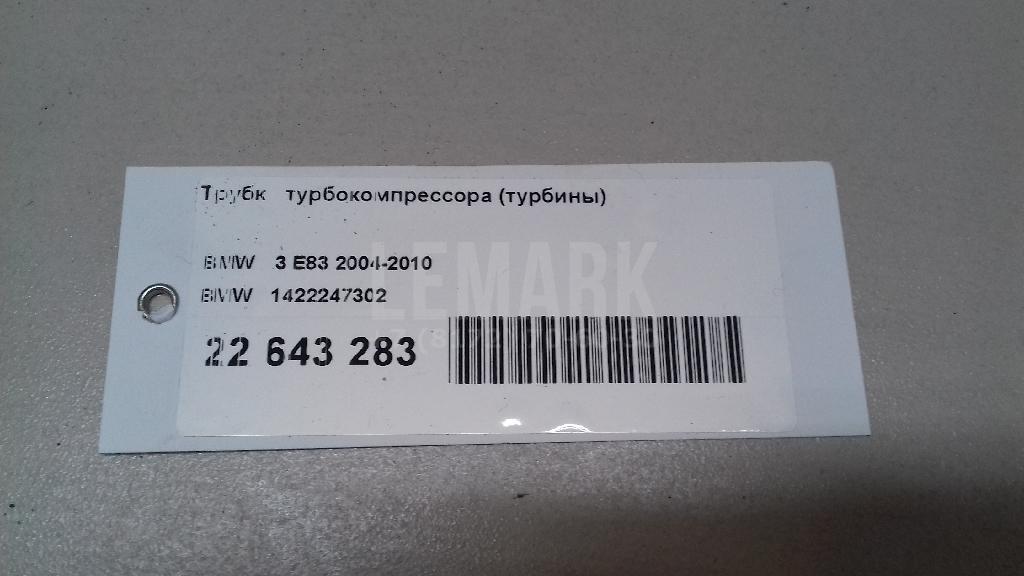 Трубк турбокомпрессора (турбины)
BMW 3 E83 2004-2010
BMW 1422247302
22 643 283
LEMARK